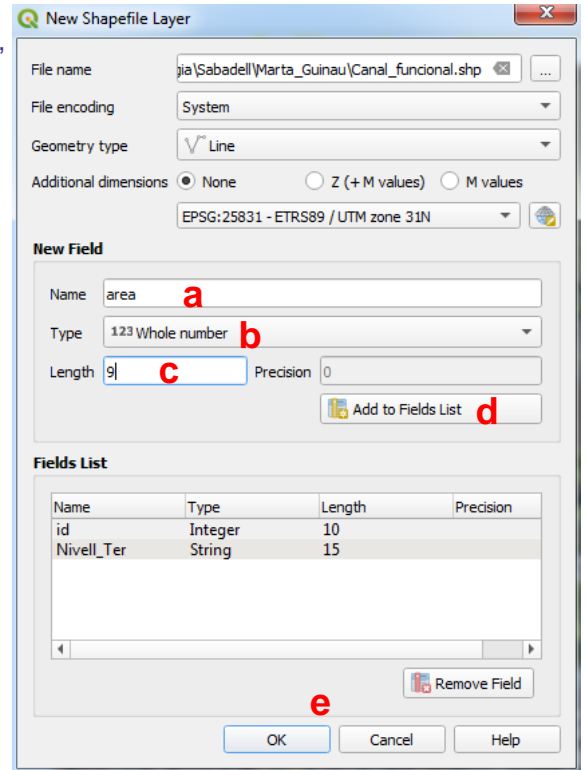 New Shapefile Layer
,
File name gia\Sabadell\Marta_Guinau\Canal_funcional.shp ...
File encoding System
Geometry type Line
Additional dimensions None Z (+ M values) M values
EPSG:25831 - ETRS89 / UTM zone 31N
New Field
Name area a
Type 123 Whole number b
Length 9 c Precision 0
Add to Fields List d
Fields List
Name Type Length Precision
id Integer 10
Nivell_Ter String 15
Remove Field
e
OK Cancel Help